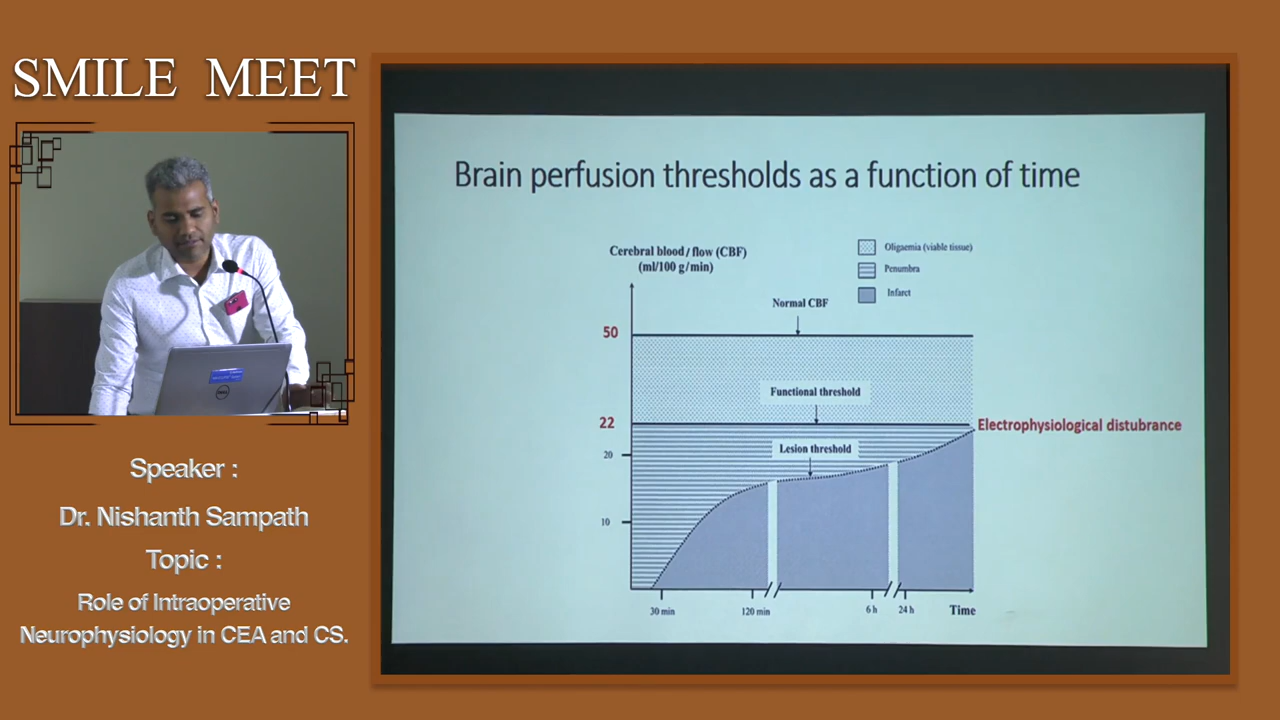 SMILE MEET
Speaker :
Dr. Nishanth Sampath
Topic :
Role of Intraoperative
Neurophysiology in CEA and CS.
Brain perfusion thresholds as a function of time
Cerebral blood / flow (CBF)
(ml/100 g/min)
Oligaemia (viable tissue)
Penumbra
Infarct
Normal CBF
50
Functional threshold
22
Electrophysiological distubrance
Lesion threshold
20
10
30 min
120 min
6 h
24 h
Time
DELL